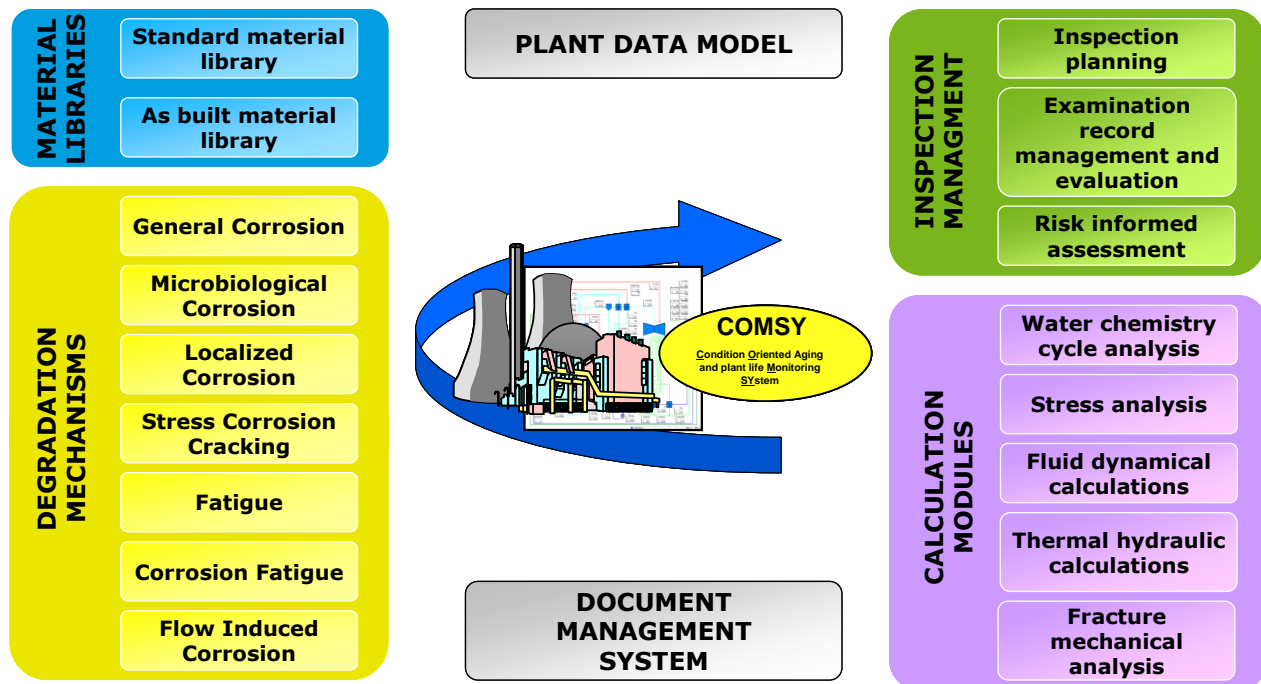 MATERIAL
LIBRARIES
Standard material
library
As built material
library
DEGRADATION
MECHANISMS
General Corrosion
Microbiological
Corrosion
Localized
Corrosion
Stress Corrosion
Cracking
Fatigue
Corrosion Fatigue
Flow Induced
Corrosion
PLANT DATA MODEL
COMSY
Condition Oriented Aging
and plant life Monitoring
SYstem
DOCUMENT
MANAGEMENT
SYSTEM
INSPECTION
MANAGMENT
Inspection
planning
Examination
record
management and
evaluation
Risk informed
assessment
CALCULATION
MODULES
Water chemistry
cycle analysis
Stress analysis
Fluid dynamical
calculations
Thermal hydraulic
calculations
Fracture
mechanical
analysis